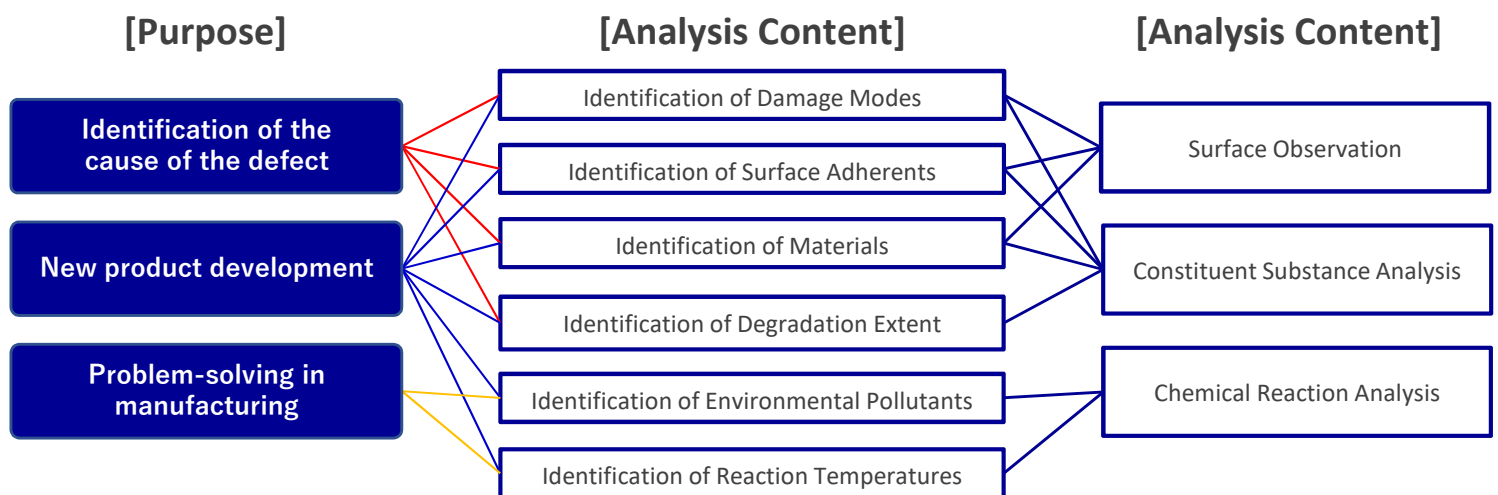 [Purpose]
[Analysis Content]
[Analysis Content]
Identification of the
cause of the defect
New product development
Problem-solving in
manufacturing
Identification of Damage Modes
Identification of Surface Adherents
Identification of Materials
Identification of Degradation Extent
Identification of Environmental Pollutants
Identification of Reaction Temperatures
Surface Observation
Constituent Substance Analysis
Chemical Reaction Analysis